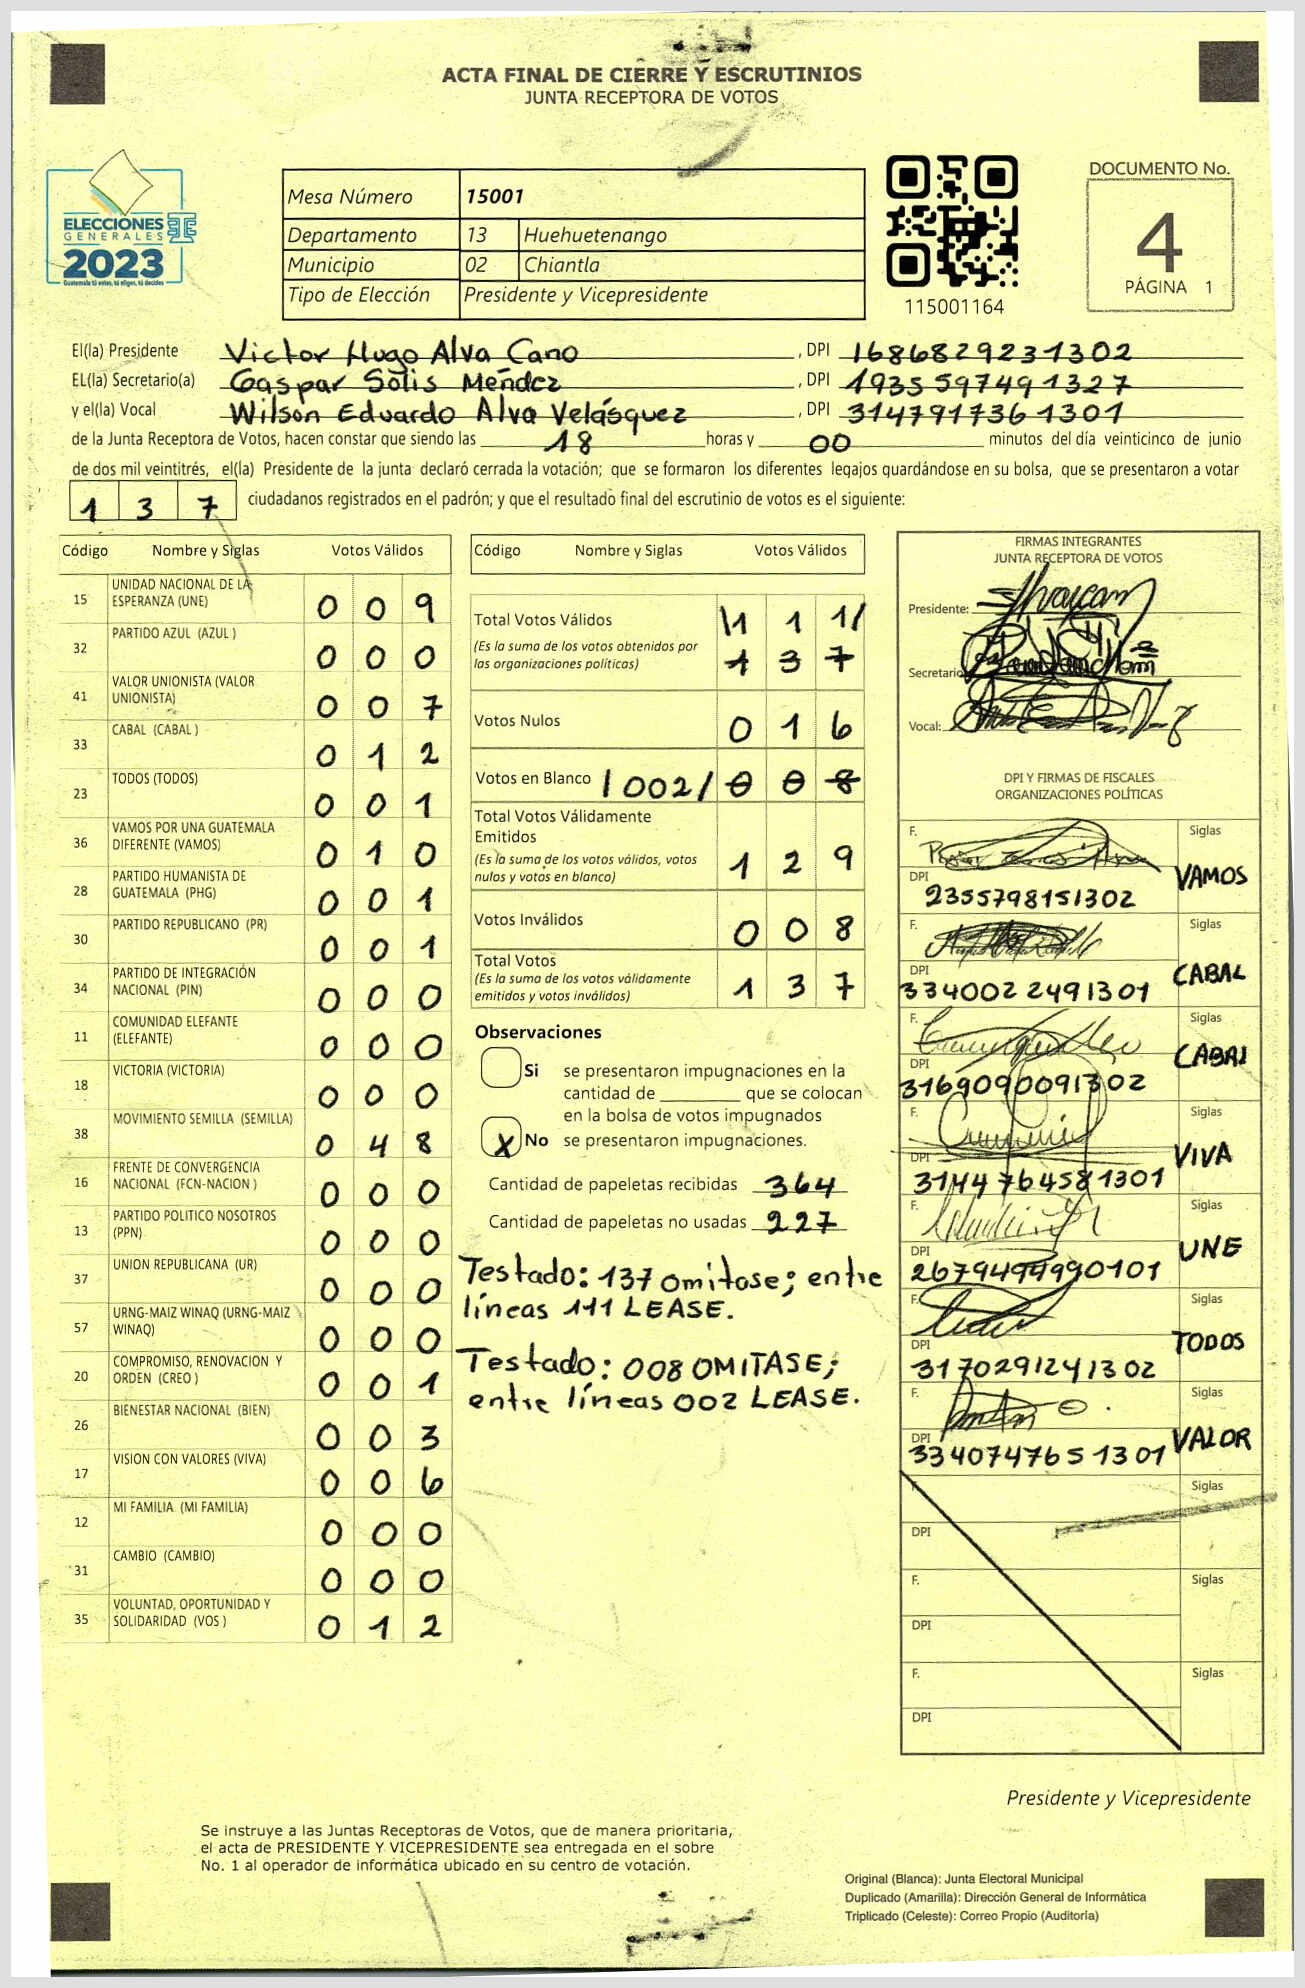 ACTA FINAL DE CIERRE Y ESCRUTINIOS
JUNTA RECEPTORA DE VOTOS
ELECCIONES
GENERALES
2023
Guatemala tú votas, tú eliges, tú decides
Mesa Número 15001
Departamento 13 Huehuetenango
Municipio 02 Chiantla
Tipo de Elección Presidente y Vicepresidente
115001164
DOCUMENTO No.
4
PÁGINA 1
El(la) Presidente Victor Hugo Alva Cano, DPI 1686829231302
EL(la) Secretario(a) Gaspar Solis Méndez, DPI 1935597491327
y el(la) Vocal Wilson Eduardo Alva Velásquez, DPI 3147917361301
de la Junta Receptora de Votos, hacen constar que siendo las 18 horas y 00 minutos del día veinticinco de junio
de dos mil veintitrés, el(la) Presidente de la junta declaró cerrada la votación; que se formaron los diferentes legajos guardándose en su bolsa, que se presentaron a votar
1 3 7 ciudadanos registrados en el padrón; y que el resultado final del escrutinio de votos es el siguiente:
Código Nombre y Siglas Votos Válidos
15 UNIDAD NACIONAL DE LA
ESPERANZA (UNE) 0 0 9
32 PARTIDO AZUL (AZUL ) 0 0 0
41 VALOR UNIONISTA (VALOR
UNIONISTA) 0 0 7
33 CABAL (CABAL ) 0 1 2
23 TODOS (TODOS) 0 0 1
36 VAMOS POR UNA GUATEMALA
DIFERENTE (VAMOS) 0 1 0
28 PARTIDO HUMANISTA DE
GUATEMALA (PHG) 0 0 1
30 PARTIDO REPUBLICANO (PR) 0 0 1
34 PARTIDO DE INTEGRACIÓN
NACIONAL (PIN) 0 0 0
11 COMUNIDAD ELEFANTE
(ELEFANTE) 0 0 0
18 VICTORIA (VICTORIA) 0 0 0
38 MOVIMIENTO SEMILLA (SEMILLA) 0 4 8
16 FRENTE DE CONVERGENCIA
NACIONAL (FCN-NACION ) 0 0 0
13 PARTIDO POLITICO NOSOTROS
(PPN) 0 0 0
37 UNION REPUBLICANA (UR) 0 0 0
57 URNG-MAIZ WINAQ (URNG-MAIZ
WINAQ) 0 0 0
20 COMPROMISO, RENOVACION Y
ORDEN (CREO ) 0 0 1
26 BIENESTAR NACIONAL (BIEN) 0 0 3
17 VISION CON VALORES (VIVA) 0 0 6
12 MI FAMILIA (MI FAMILIA) 0 0 0
31 CAMBIO (CAMBIO) 0 0 0
35 VOLUNTAD, OPORTUNIDAD Y
SOLIDARIDAD (VOS ) 0 1 2
Código Nombre y Siglas Votos Válidos
Total Votos Válidos \1 1 1/
(Es la suma de los votos obtenidos por
las organizaciones políticas) 1 3 7
Votos Nulos 0 1 6
Votos en Blanco / 002 / 0 0 8
Total Votos Válidamente
Emitidos
(Es la suma de los votos válidos, votos
nulos y votos en blanco) 1 2 9
Votos Inválidos 0 0 8
Total Votos
(Es la suma de los votos válidamente
emitidos y votos inválidos) 1 3 7
Observaciones
Si se presentaron impugnaciones en la
cantidad de ________ que se colocan
en la bolsa de votos impugnados
X No se presentaron impugnaciones.
Cantidad de papeletas recibidas 364
Cantidad de papeletas no usadas 227
Testado: 137 omitase; entre
líneas 111 LEASE.
Testado: 008 OMITASE;
entre líneas 002 LEASE.
FIRMAS INTEGRANTES
JUNTA RECEPTORA DE VOTOS
Presidente:
Secretario
Vocal:
DPI Y FIRMAS DE FISCALES
ORGANIZACIONES POLÍTICAS
F. Siglas
VAMOS
DPI
2355798151302
F. Siglas
CABAL
DPI
3340022491301
F. Siglas
CABAL
DPI
3169090091302
F. Siglas
VIVA
DPI
3144764581301
F. Siglas
UNE
DPI
2679499990101
F. Siglas
TODOS
DPI
3170291241302
F. Siglas
VALOR
DPI
3340747651301
F. Siglas
DPI
F. Siglas
DPI
F. Siglas
DPI
Presidente y Vicepresidente
Se instruye a las Juntas Receptoras de Votos, que de manera prioritaria,
el acta de PRESIDENTE Y VICEPRESIDENTE sea entregada en el sobre
No. 1 al operador de informática ubicado en su centro de votación.
Original (Blanca): Junta Electoral Municipal
Duplicado (Amarilla): Dirección General de Informática
Triplicado (Celeste): Correo Propio (Auditoría)